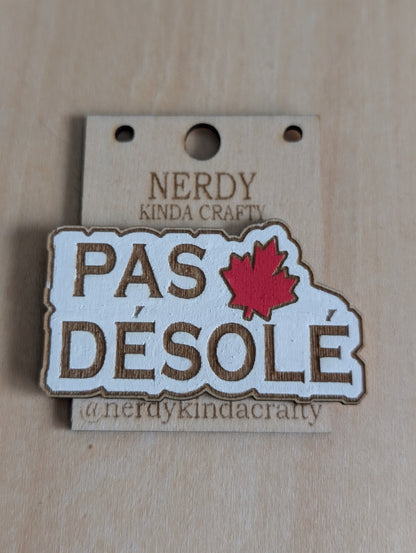 NERDY
KINDA CRAFTY
PAS
DÉSOLÉ
@nerdykindacrafty